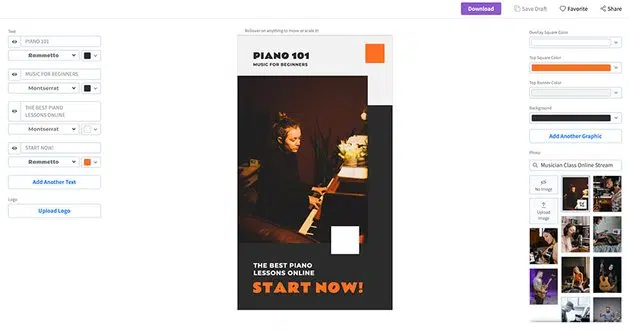 Download
Save Draft
Favorite
Share
Text
PIANO 101
Rammetto
MUSIC FOR BEGINNERS
Montserrat
THE BEST PIANO
LESSONS ONLINE
Montserrat
START NOW!
Rammetto
Add Another Text
Logo
Upload Logo
Rollover on anything to move or scale it!
PIANO 101
MUSIC FOR BEGINNERS
THE BEST PIANO
LESSONS ONLINE
START NOW!
Overlay Square Color
Top Square Color
Top Banner Color
Background
Add Another Graphic
Photo
Musician Class Online Stream
No Image
Upload
Image